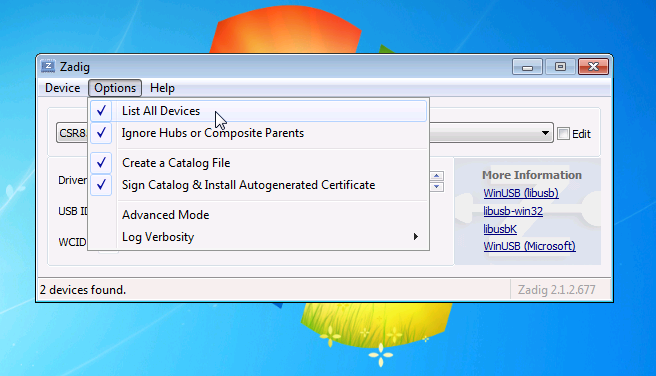 Zadig
Device Options Help
List All Devices
CSR8 Edit
Ignore Hubs or Composite Parents
Create a Catalog File
Driver
Sign Catalog & Install Autogenerated Certificate
USB ID
Advanced Mode
WCID
Log Verbosity
More Information
WinUSB (libusb)
libusb-win32
libusbK
WinUSB (Microsoft)
2 devices found. Zadig 2.1.2.677